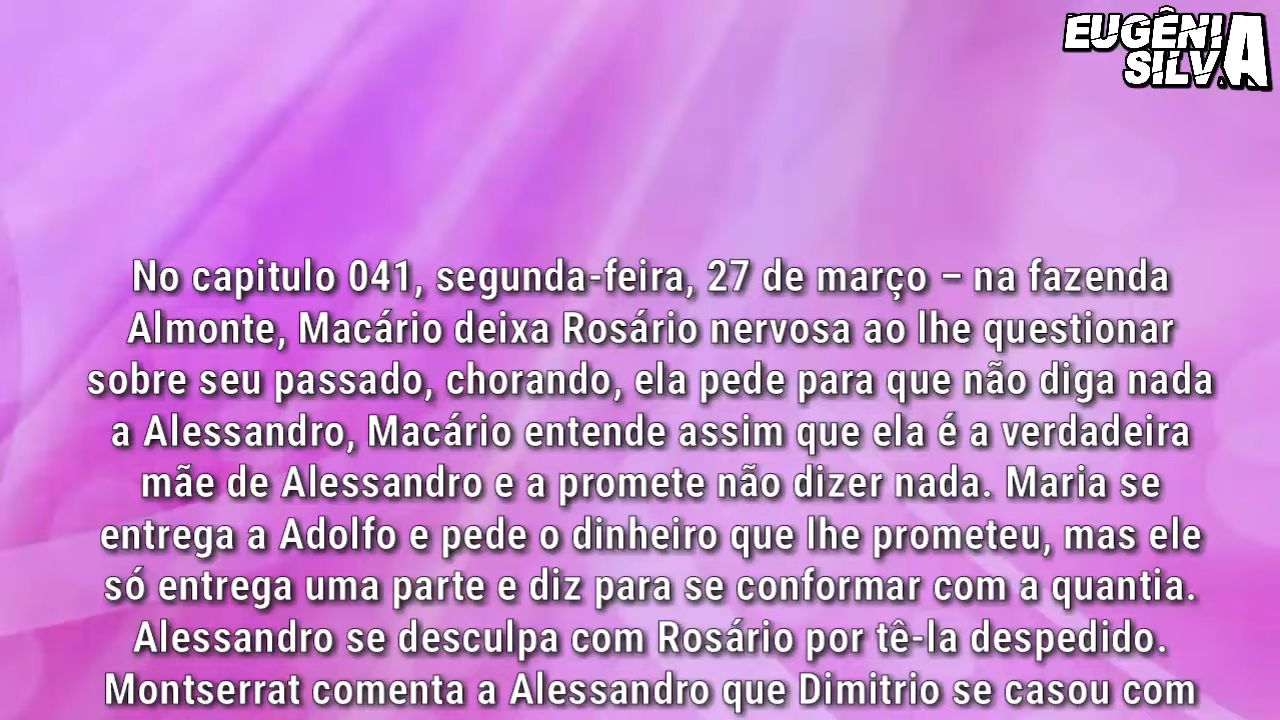 EUGÊNIA
SILVA
No capitulo 041, segunda-feira, 27 de março – na fazenda
Almonte, Macário deixa Rosário nervosa ao lhe questionar
sobre seu passado, chorando, ela pede para que não diga nada
a Alessandro, Macário entende assim que ela é a verdadeira
mãe de Alessandro e a promete não dizer nada. Maria se
entrega a Adolfo e pede o dinheiro que lhe prometeu, mas ele
só entrega uma parte e diz para se conformar com a quantia.
Alessandro se desculpa com Rosário por tê-la despedido.
Montserrat comenta a Alessandro que Dimitrio se casou com